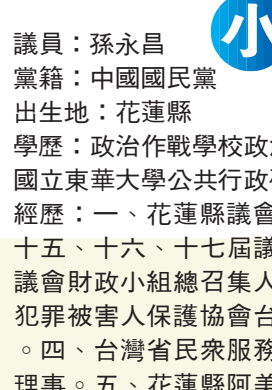 小
議員：孫永昌
黨籍：中國國民黨
出生地：花蓮縣
學歷：政治作戰學校政
國立東華大學公共行政
經歷：一、花蓮縣議會
十五、十六、十七屆議
議會財政小組總召集人
犯罪被害人保護協會台
。四、台灣省民眾服務
理事。五、花蓮縣阿美